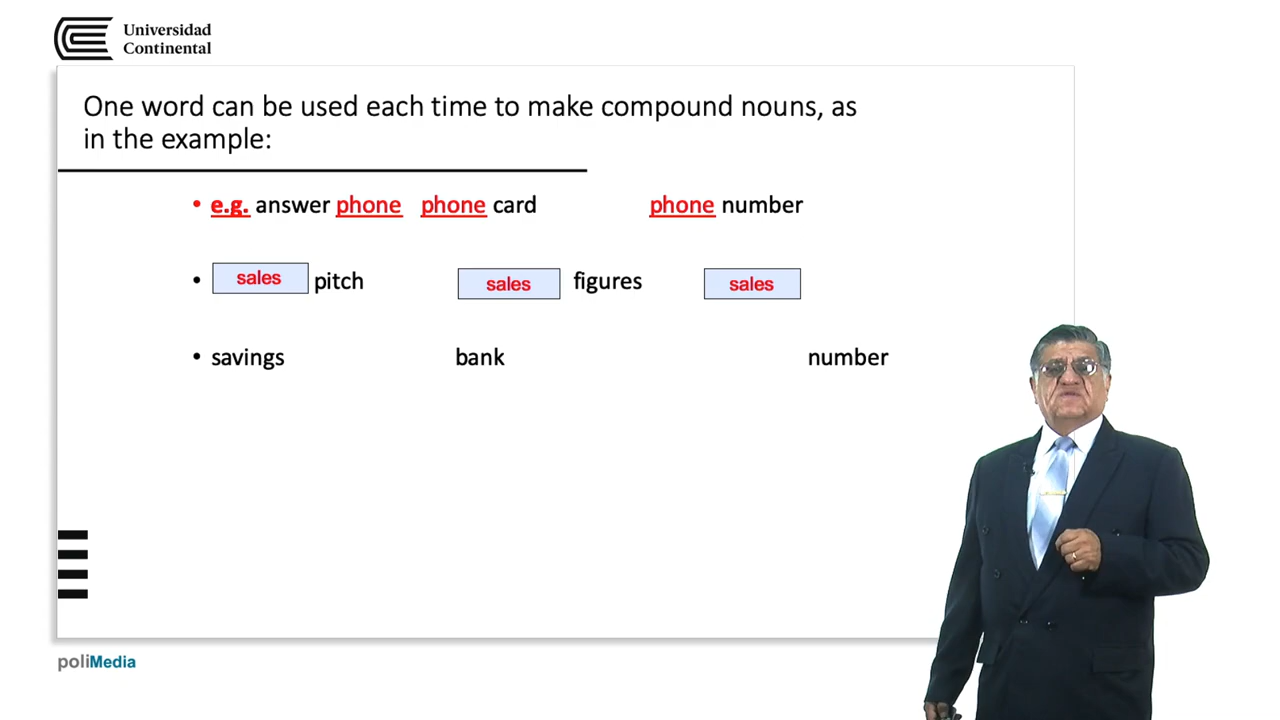 Universidad
Continental
One word can be used each time to make compound nouns, as
in the example:
• e.g. answer phone phone card phone number
• sales pitch sales figures sales
• savings bank number
poliMedia